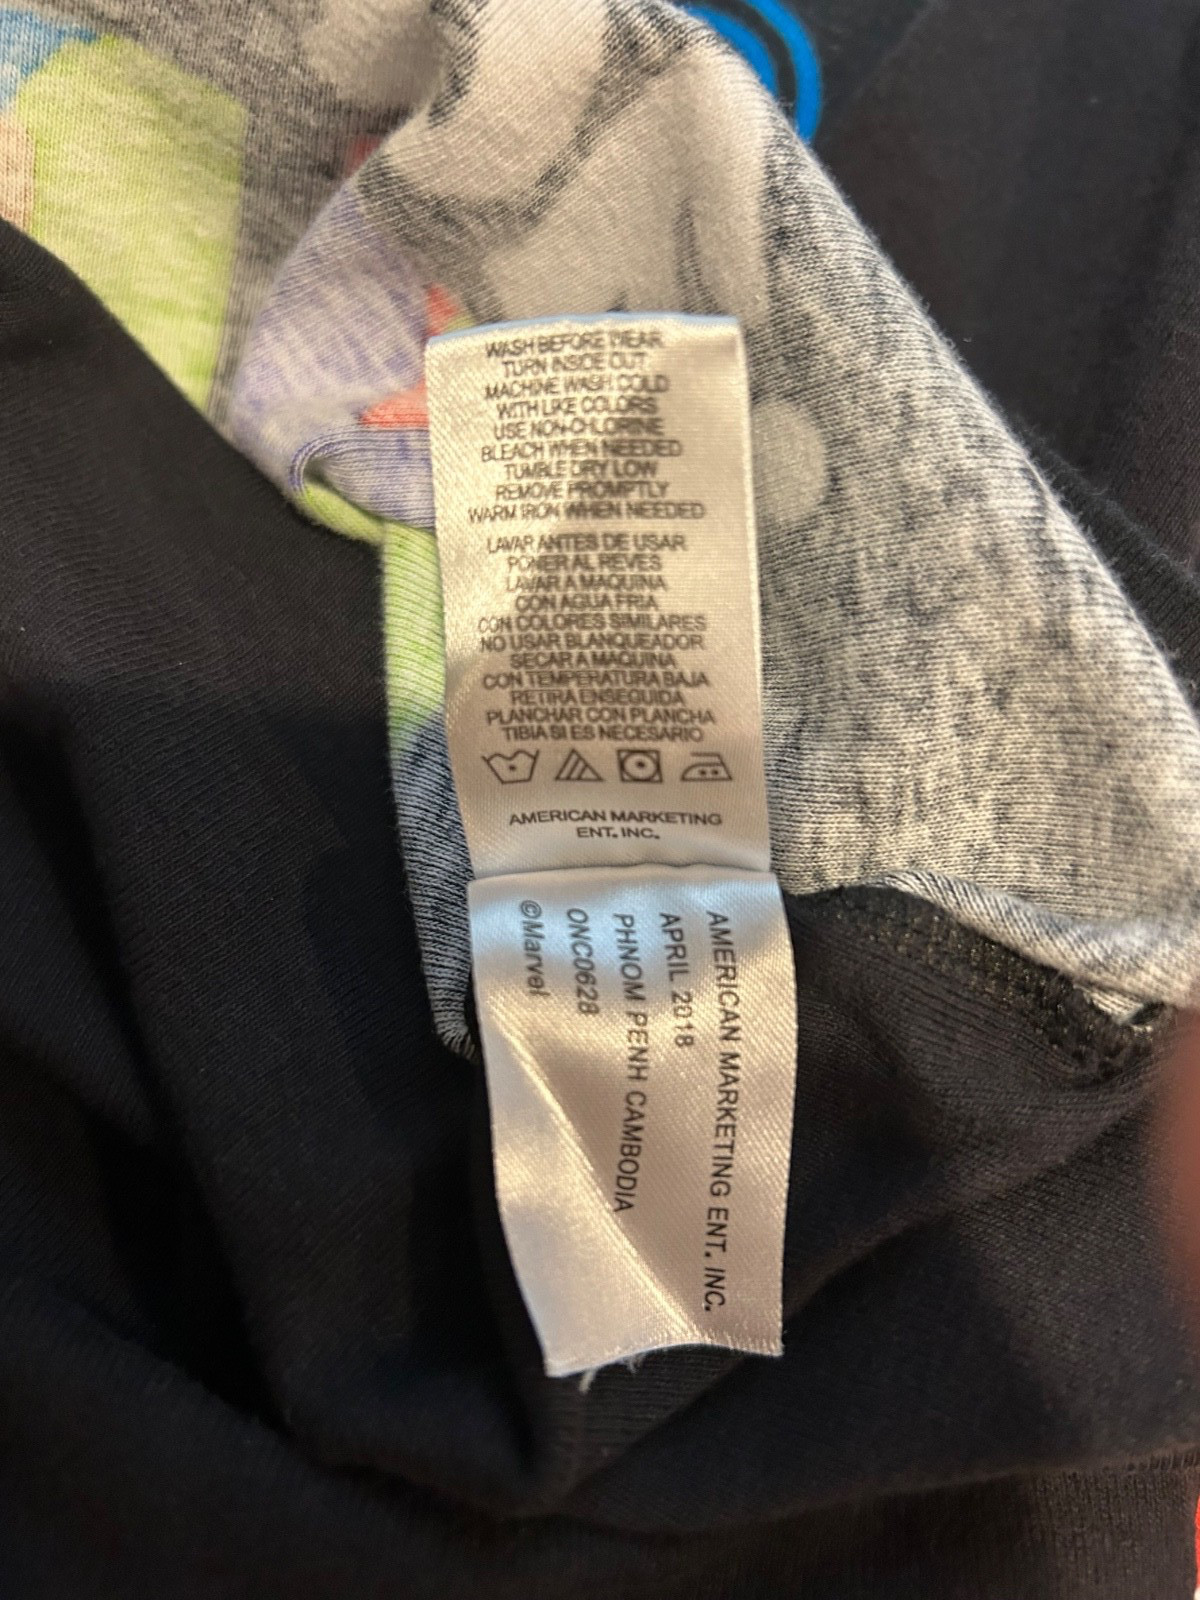 WASH BEFORE WEAR
TURN INSIDE OUT
MACHINE WASH COLD
WITH LIKE COLORS
USE NON-CHLORINE
BLEACH WHEN NEEDED
TUMBLE DRY LOW
REMOVE PROMPTLY
WARM IRON WHEN NEEDED
LAVAR ANTES DE USAR
PONER AL REVES
LAVAR A MAQUINA
CON AGUA FRIA
CON COLORES SIMILARES
NO USAR BLANQUEADOR
SECAR A MAQUINA
CON TEMPERATURA BAJA
RETIRA ENSEGUIDA
PLANCHAR CON PLANCHA
TIBIA SI ES NECESARIO
AMERICAN MARKETING
ENT. INC.
AMERICAN MARKETING ENT. INC.
APRIL 2018
PHNOM PENH CAMBODIA
ONC0628
©Marvel